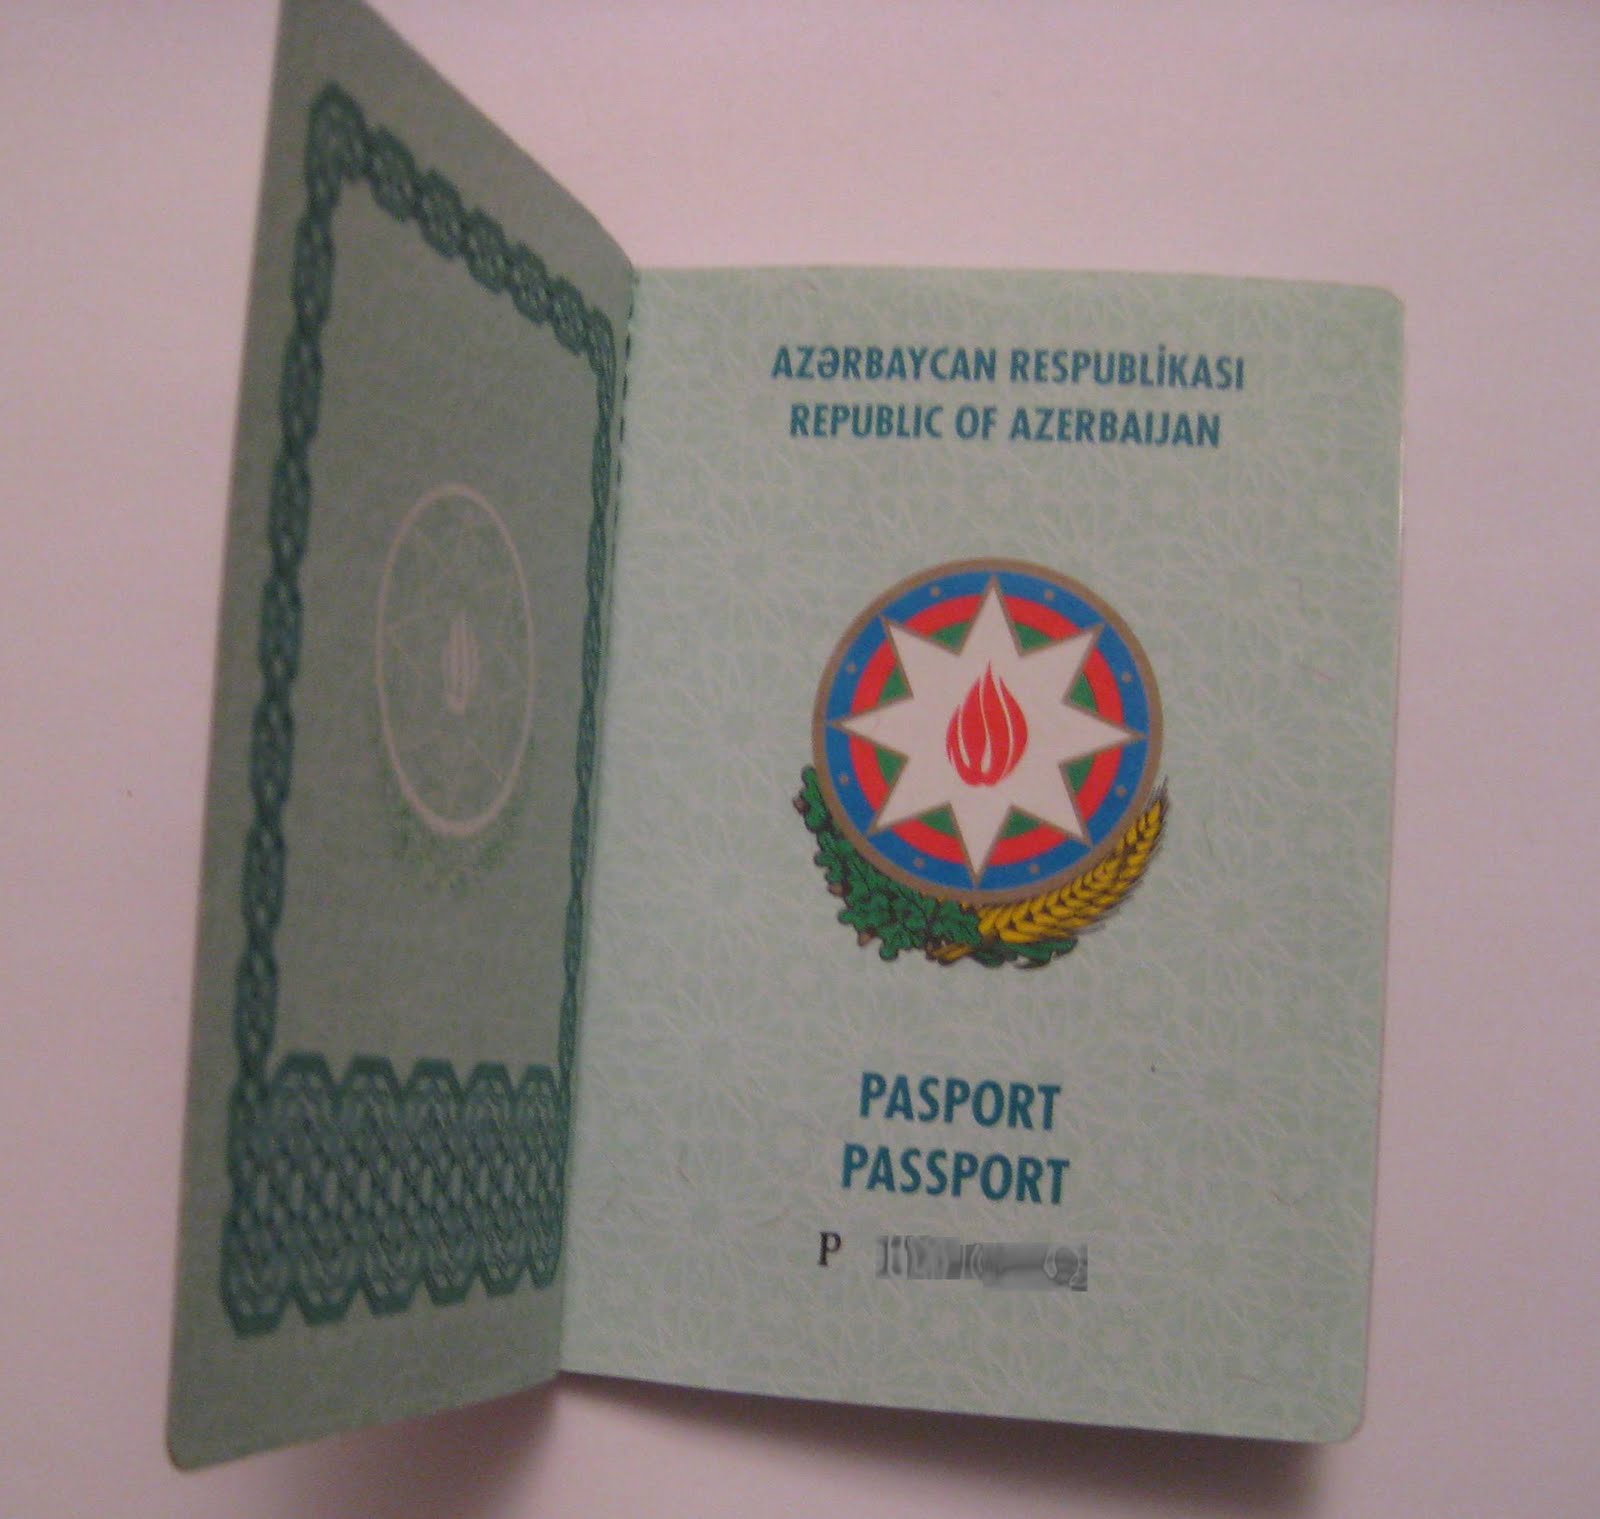 AZƏRBAYCAN RESPUBLİKASI
REPUBLIC OF AZERBAIJAN
PASPORT
PASSPORT
P